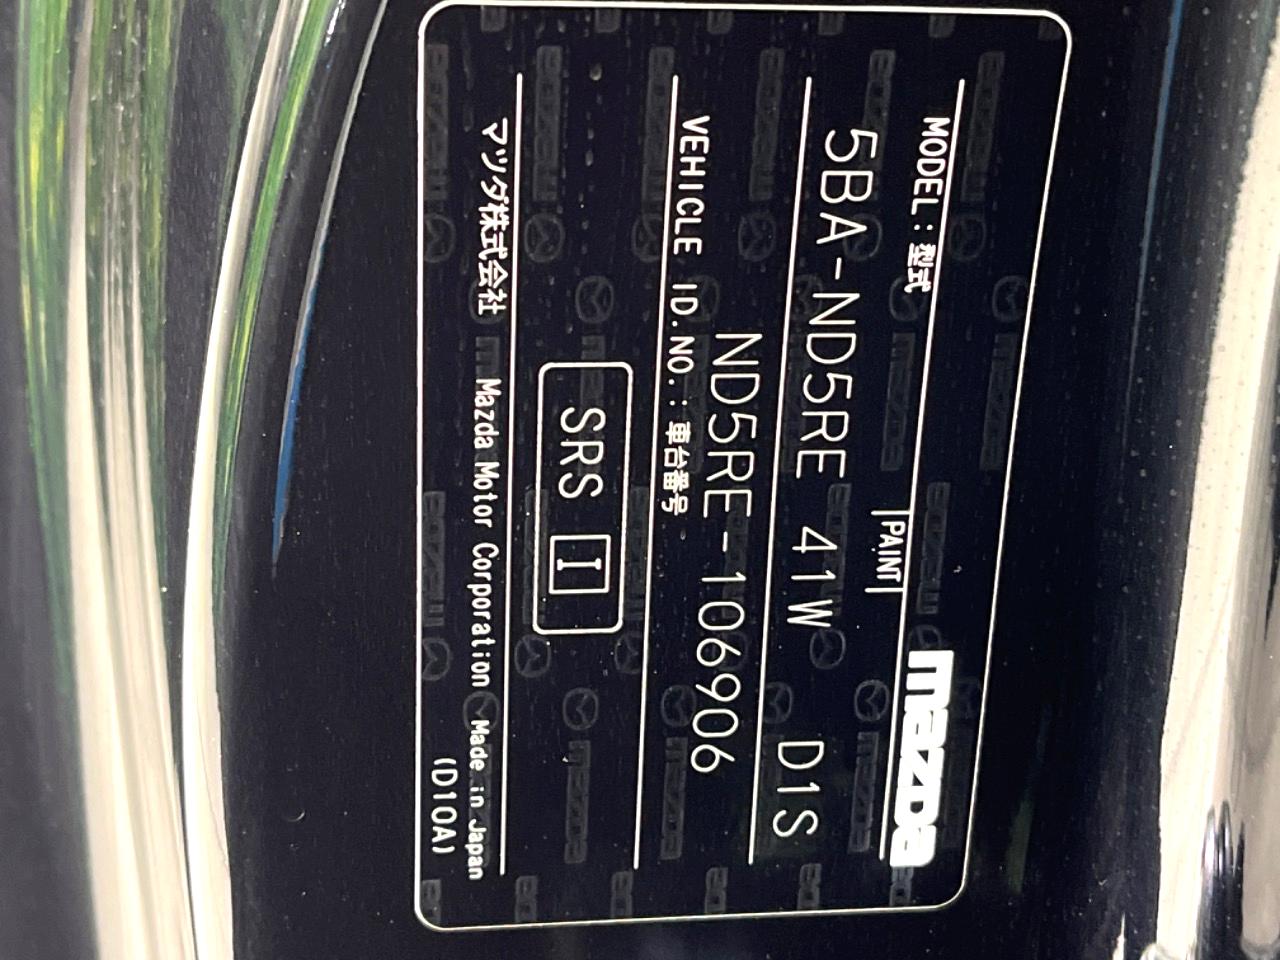 mazda
MODEL:型式
PAINT
5BA-ND5RE 41W D1S
ND5RE-106906
VEHICLE ID.NO.:車台番号
SRS I
マツダ株式会社 Mazda Motor Corporation Made in Japan
(D10A)